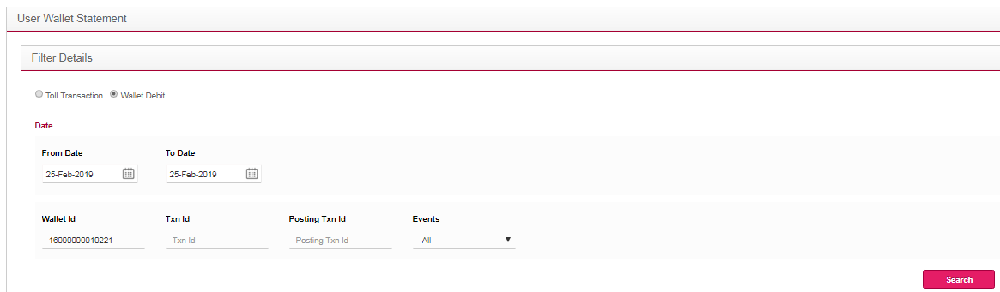 User Wallet Statement
Filter Details
Toll Transaction Wallet Debit
Date
From Date To Date
25-Feb-2019 25-Feb-2019
Wallet Id Txn Id Posting Txn Id Events
16000000010221 Txn Id Posting Txn Id All
Search